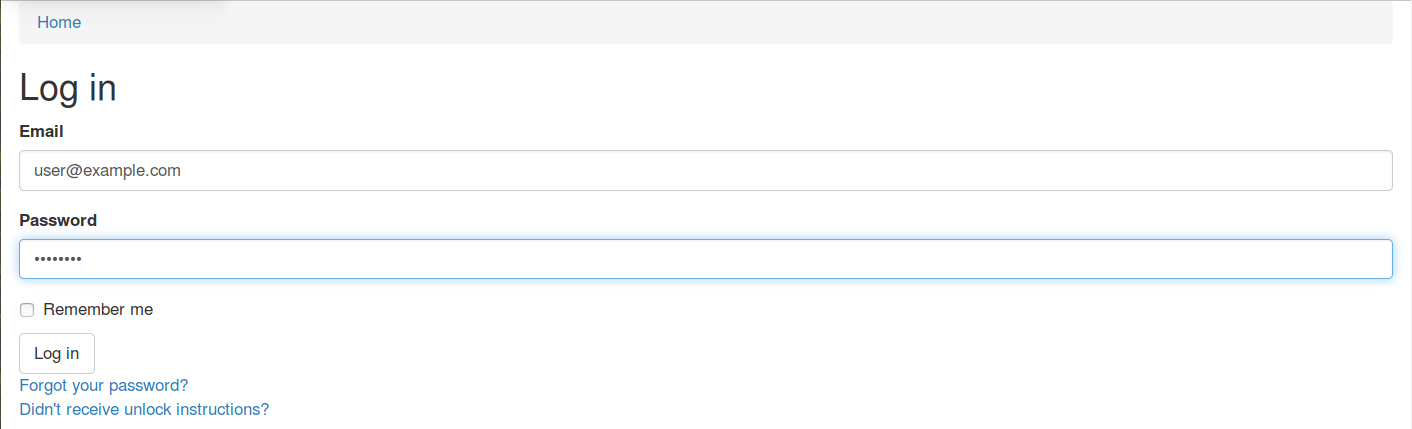 Home
Log in
Email
user@example.com
Password
••••••••
Remember me
Log in
Forgot your password?
Didn't receive unlock instructions?